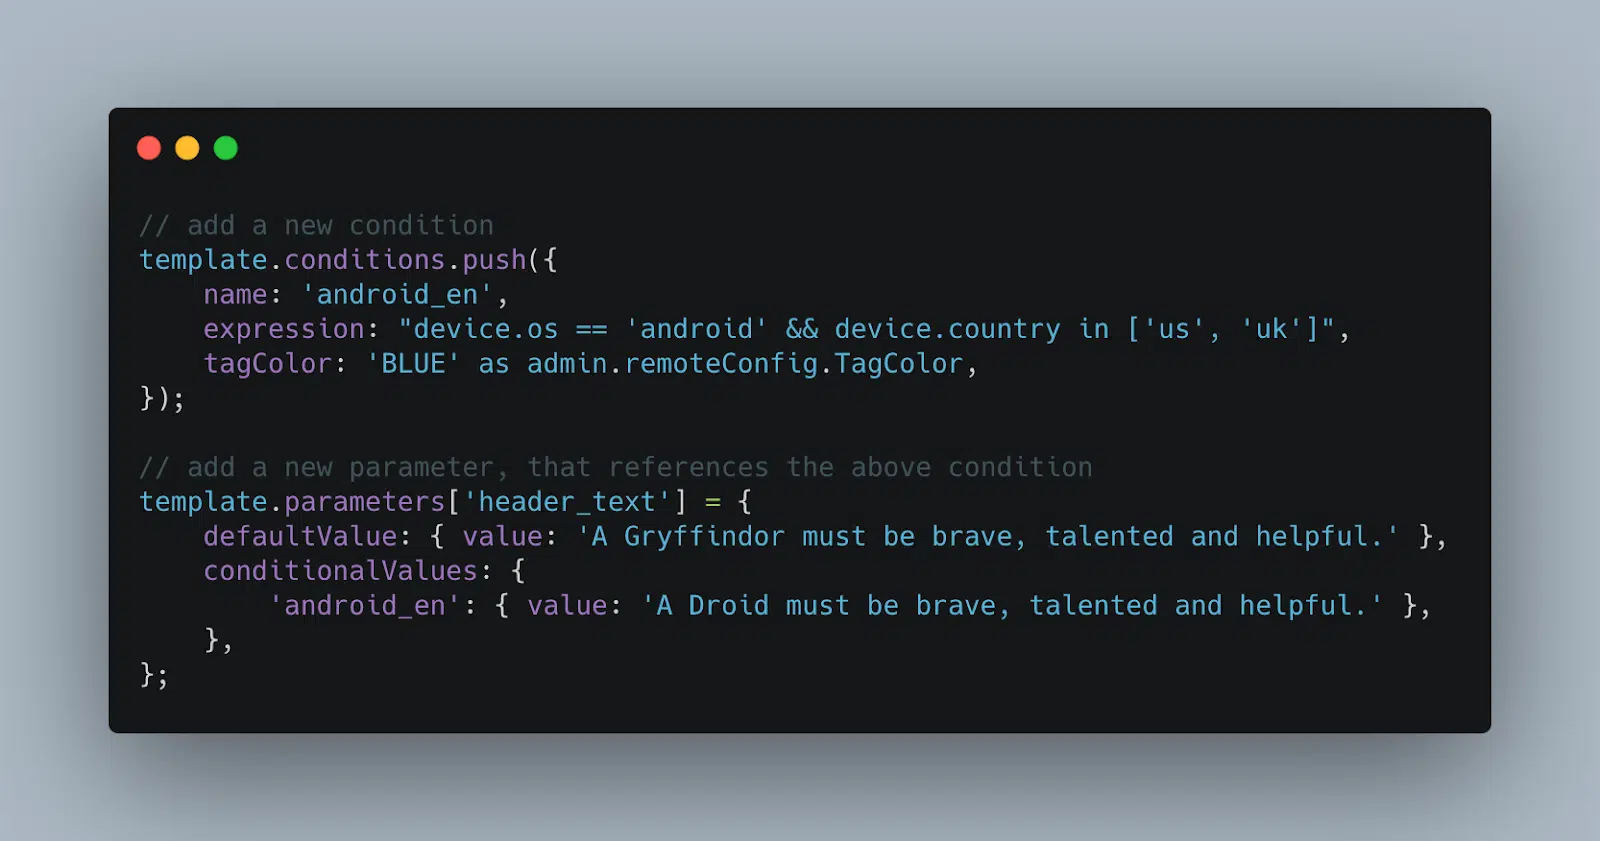 // add a new condition
template.conditions.push({
    name: 'android_en',
    expression: "device.os == 'android' && device.country in ['us', 'uk']",
    tagColor: 'BLUE' as admin.remoteConfig.TagColor,
});

// add a new parameter, that references the above condition
template.parameters['header_text'] = {
    defaultValue: { value: 'A Gryffindor must be brave, talented and helpful.' },
    conditionalValues: {
        'android_en': { value: 'A Droid must be brave, talented and helpful.' },
    },
};